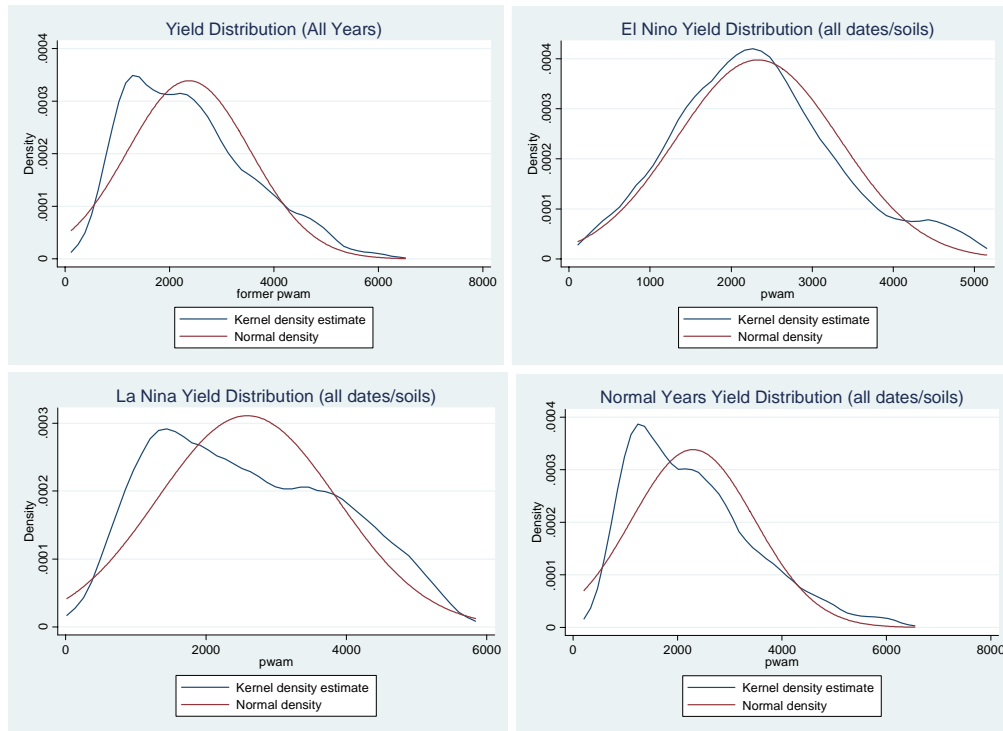 Yield Distribution (All Years)
Density
0 .0001 .0002 .0003 .0004
0 2000 4000 6000 8000
former pwam
Kernel density estimate
Normal density
El Nino Yield Distribution (all dates/soils)
Density
0 .0001 .0002 .0003 .0004
0 1000 2000 3000 4000 5000
pwam
Kernel density estimate
Normal density
La Nina Yield Distribution (all dates/soils)
Density
0 .0001 .0002 .0003
0 2000 4000 6000
pwam
Kernel density estimate
Normal density
Normal Years Yield Distribution (all dates/soils)
Density
0 .0001 .0002 .0003 .0004
0 2000 4000 6000 8000
pwam
Kernel density estimate
Normal density